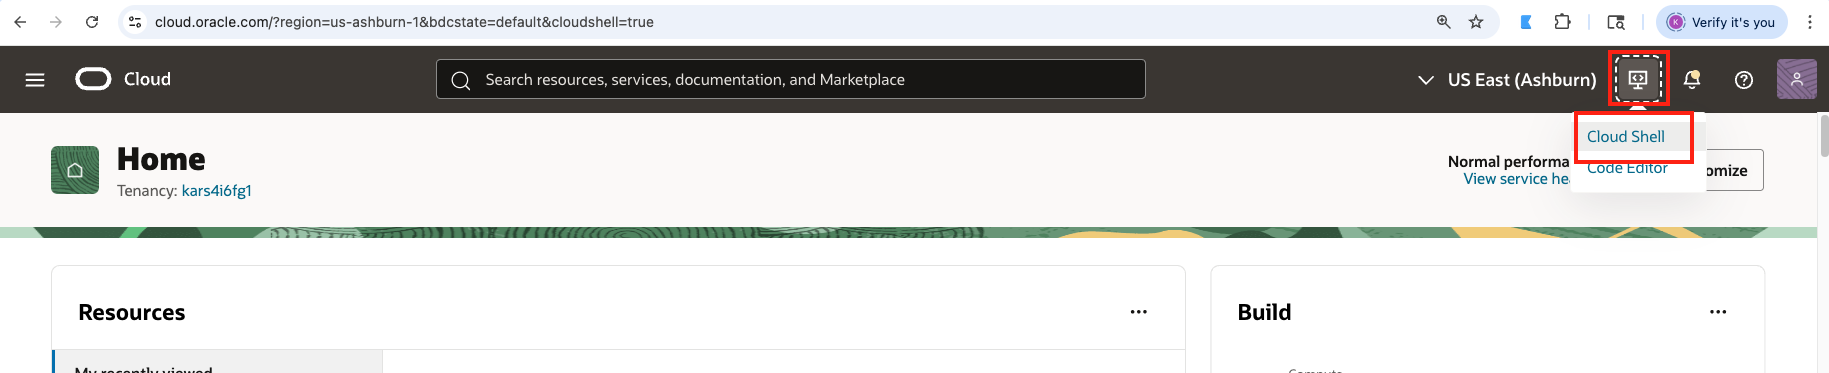 cloud.oracle.com/?region=us-ashburn-1&bdcstate=default&cloudshell=true
K
Verify it's you
Cloud
Search resources, services, documentation, and Marketplace
US East (Ashburn)
Cloud Shell
Code Editor
Home
Tenancy: kars4i6fg1
Normal performa
View service hea
omize
Resources
Build
My recently viewed
Compute